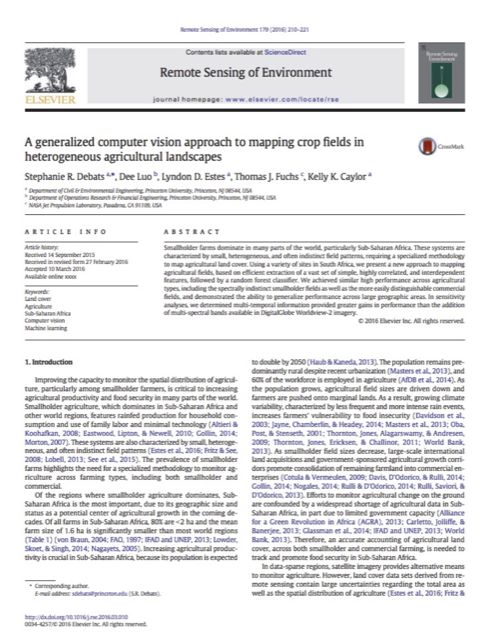 Remote Sensing of Environment 179 (2016) 210–221
Contents lists available at ScienceDirect
Remote Sensing of Environment
journal homepage: www.elsevier.com/locate/rse
ELSEVIER
Remote Sensing
Environment
A generalized computer vision approach to mapping crop fields in
heterogeneous agricultural landscapes
CrossMark
Stephanie R. Debats a,*, Dee Luo b, Lyndon D. Estes a, Thomas J. Fuchs c, Kelly K. Caylor a
a Department of Civil & Environmental Engineering, Princeton University, Princeton, NJ 08544, USA
b Department of Operations Research & Financial Engineering, Princeton University, Princeton, NJ 08544, USA
c NASA Jet Propulsion Laboratory, Pasadena, CA 91109, USA
ARTICLE INFO
Article history:
Received 14 September 2015
Received in revised form 27 February 2016
Accepted 10 March 2016
Available online xxxx
Keywords:
Land cover
Agriculture
Sub-Saharan Africa
Computer vision
Machine learning
ABSTRACT
Smallholder farms dominate in many parts of the world, particularly Sub-Saharan Africa. These systems are
characterized by small, heterogeneous, and often indistinct field patterns, requiring a specialized methodology
to map agricultural land cover. Using a variety of sites in South Africa, we present a new approach to mapping
agricultural fields, based on efficient extraction of a vast set of simple, highly correlated, and interdependent
features, followed by a random forest classifier. We achieved similar high performance across agricultural
types, including the spectrally indistinct smallholder fields as well as the more easily distinguishable commercial
fields, and demonstrated the ability to generalize performance across large geographic areas. In sensitivity
analyses, we determined multi-temporal information provided greater gains in performance than the addition
of multi-spectral bands available in DigitalGlobe Worldview-2 imagery.
© 2016 Elsevier Inc. All rights reserved.
1. Introduction
Improving the capacity to monitor the spatial distribution of agricul-
ture, particularly among smallholder farmers, is critical to increasing
agricultural productivity and food security in many parts of the world.
Smallholder agriculture, which dominates in Sub-Saharan Africa and
other world regions, features rainfed production for household con-
sumption and use of family labor and minimal technology (Altieri &
Koohafkan, 2008; Eastwood, Lipton, & Newell, 2010; Gollin, 2014;
Morton, 2007). These systems are also characterized by small, heteroge-
neous, and often indistinct field patterns (Estes et al., 2016; Fritz & See,
2008; Lobell, 2013; See et al., 2015). The prevalence of smallholder
farms highlights the need for a specialized methodology to monitor ag-
riculture across farming types, including both smallholder and
commercial.
Of the regions where smallholder agriculture dominates, Sub-
Saharan Africa is the most important, due to its geographic size and
status as a potential center of agricultural growth in the coming de-
cades. Of all farms in Sub-Saharan Africa, 80% are <2 ha and the mean
farm size of 1.6 ha is significantly smaller than most world regions
(Table 1) (von Braun, 2004; FAO, 1997; IFAD and UNEP, 2013; Lowder,
Skoet, & Singh, 2014; Nagayets, 2005). Increasing agricultural produc-
tivity is crucial in Sub-Saharan Africa, because its population is expected
to double by 2050 (Haub & Kaneda, 2013). The population remains pre-
dominantly rural despite recent urbanization (Masters et al., 2013), and
60% of the workforce is employed in agriculture (AfDB et al., 2014). As
the population grows, agricultural field sizes are driven down and
farmers are pushed onto marginal lands. As a result, growing climate
variability, characterized by less frequent and more intense rain events,
increases farmers' vulnerability to food insecurity (Davidson et al.,
2003; Jayne, Chamberlin, & Headey, 2014; Masters et al., 2013; Oba,
Post, & Stenseth, 2001; Thornton, Jones, Alagarswamy, & Andresen,
2009; Thornton, Jones, Ericksen, & Challinor, 2011; World Bank,
2013). As smallholder field sizes decrease, large-scale international
land acquisitions and government-sponsored agricultural growth corri-
dors promote consolidation of remaining farmland into commercial en-
terprises (Cotula & Vermeulen, 2009; Davis, D'Odorico, & Rulli, 2014;
Gollin, 2014; Nogales, 2014; Rulli & D'Odorico, 2014; Rulli, Saviori, &
D'Odorico, 2013). Efforts to monitor agricultural change on the ground
are confounded by a widespread shortage of agricultural data in Sub-
Saharan Africa, in part due to limited government capacity (Alliance
for a Green Revolution in Africa (AGRA), 2013; Carletto, Jolliffe, &
Banerjee, 2013; Glassman et al., 2014; IFAD and UNEP, 2013; World
Bank, 2013). Therefore, an accurate accounting of agricultural land
cover, across both smallholder and commercial farming, is needed to
track and promote food security in Sub-Saharan Africa.
In data-sparse regions, satellite imagery provides alternative means
to monitor agriculture. However, land cover data sets derived from re-
mote sensing contain large uncertainties regarding the total area as
well as the spatial distribution of agriculture (Estes et al., 2016; Fritz &
* Corresponding author.
E-mail address: sdebats@princeton.edu (S.R. Debats).
http://dx.doi.org/10.1016/j.rse.2016.03.010
0034-4257/© 2016 Elsevier Inc. All rights reserved.